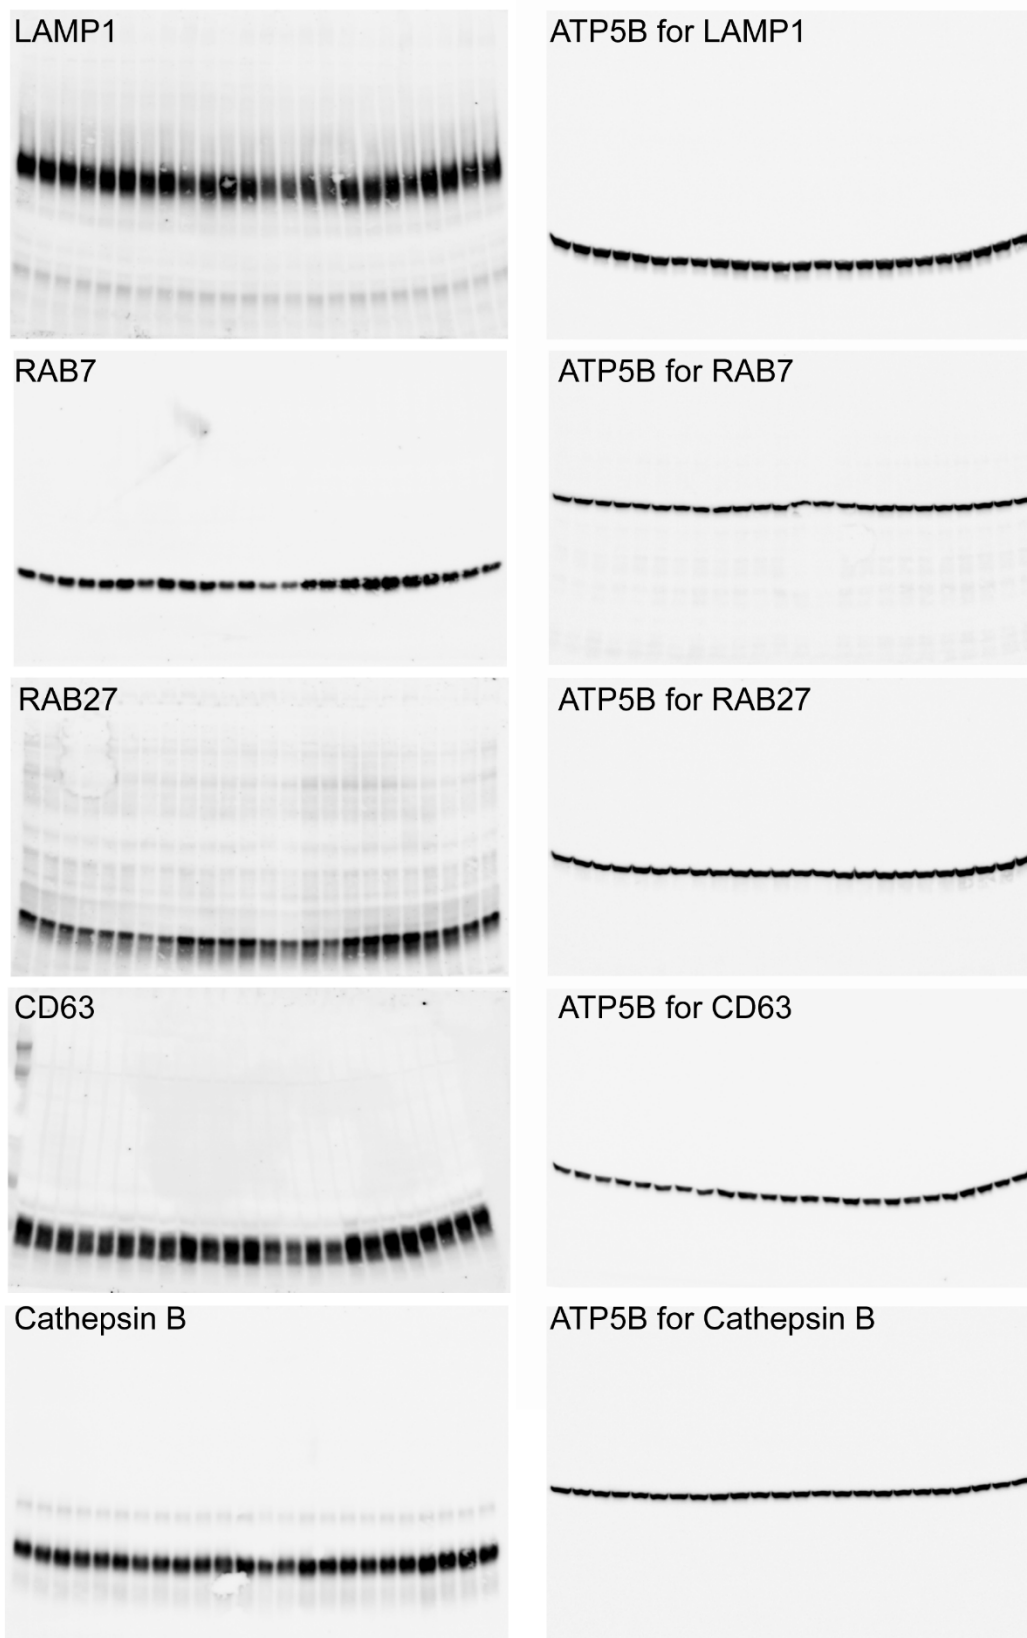 LAMP1
ATP5B for LAMP1
RAB7
ATP5B for RAB7
RAB27
ATP5B for RAB27
CD63
ATP5B for CD63
Cathepsin B
ATP5B for Cathepsin B